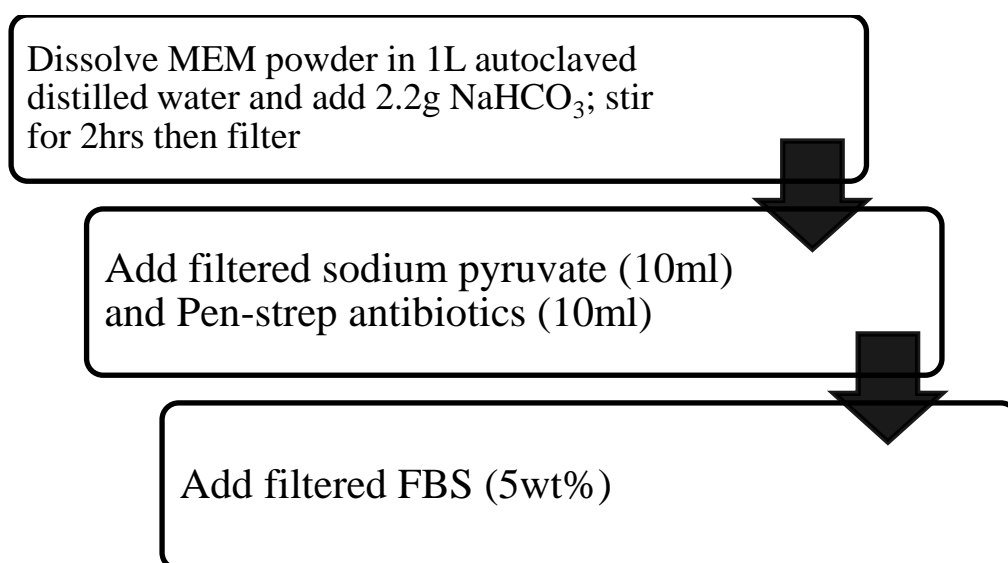 Dissolve MEM powder in 1L autoclaved
distilled water and add 2.2g NaHCO₃; stir
for 2hrs then filter
Add filtered sodium pyruvate (10ml)
and Pen-strep antibiotics (10ml)
Add filtered FBS (5wt%)